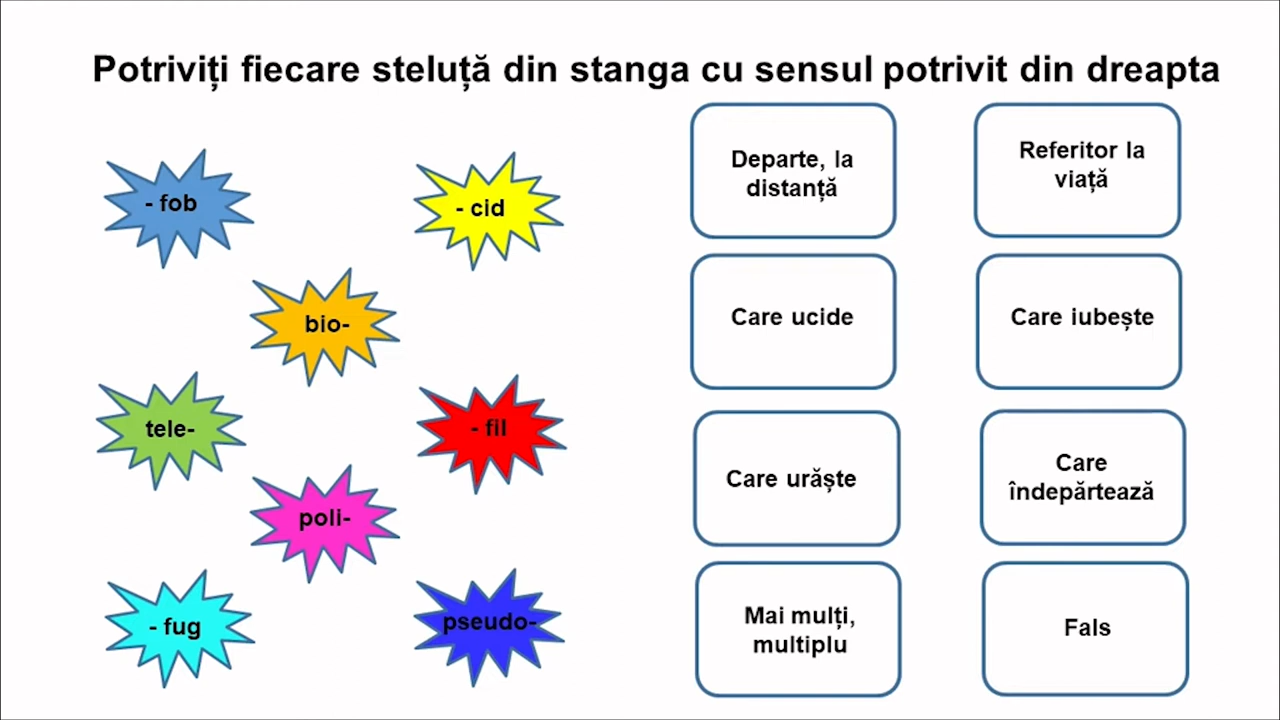 Potriviți fiecare steluță din stanga cu sensul potrivit din dreapta
- fob
- cid
bio-
tele-
- fil
poli-
- fug
pseudo-
Departe, la
distanță
Referitor la
viață
Care ucide
Care iubește
Care urăște
Care
îndepărtează
Mai mulți,
multiplu
Fals